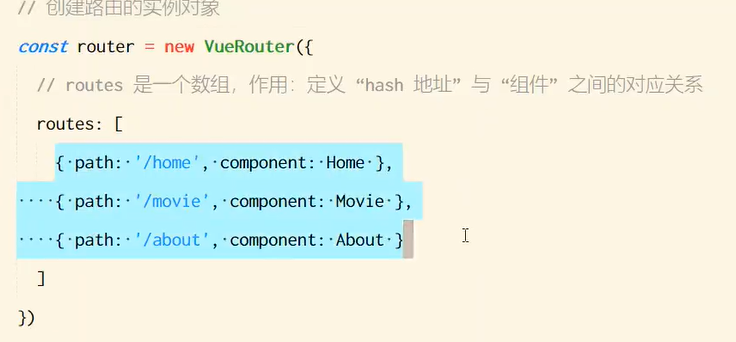 // 创建路由的实例对象
const router = new VueRouter({
// routes 是一个数组，作用：定义 “hash 地址” 与 “组件” 之间的对应关系
routes: [
{ path: '/home', component: Home },
{ path: '/movie', component: Movie },
{ path: '/about', component: About }
]
})